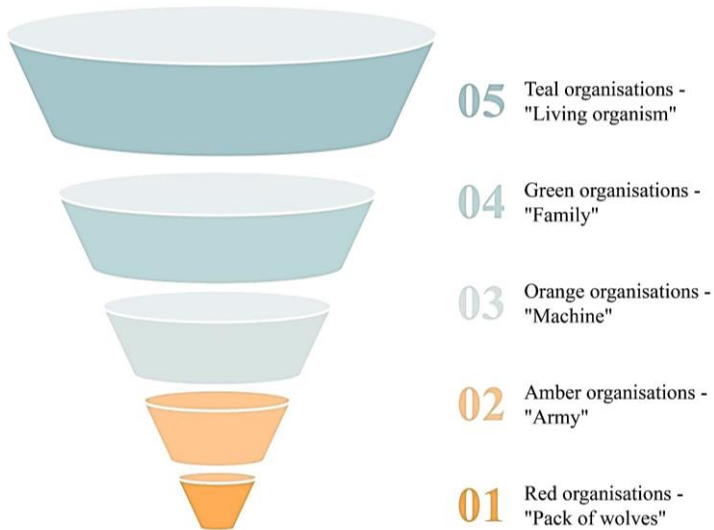 05
Teal organisations -
"Living organism"
04
Green organisations -
"Family"
03
Orange organisations -
"Machine"
02
Amber organisations -
"Army"
01
Red organisations -
"Pack of wolves"